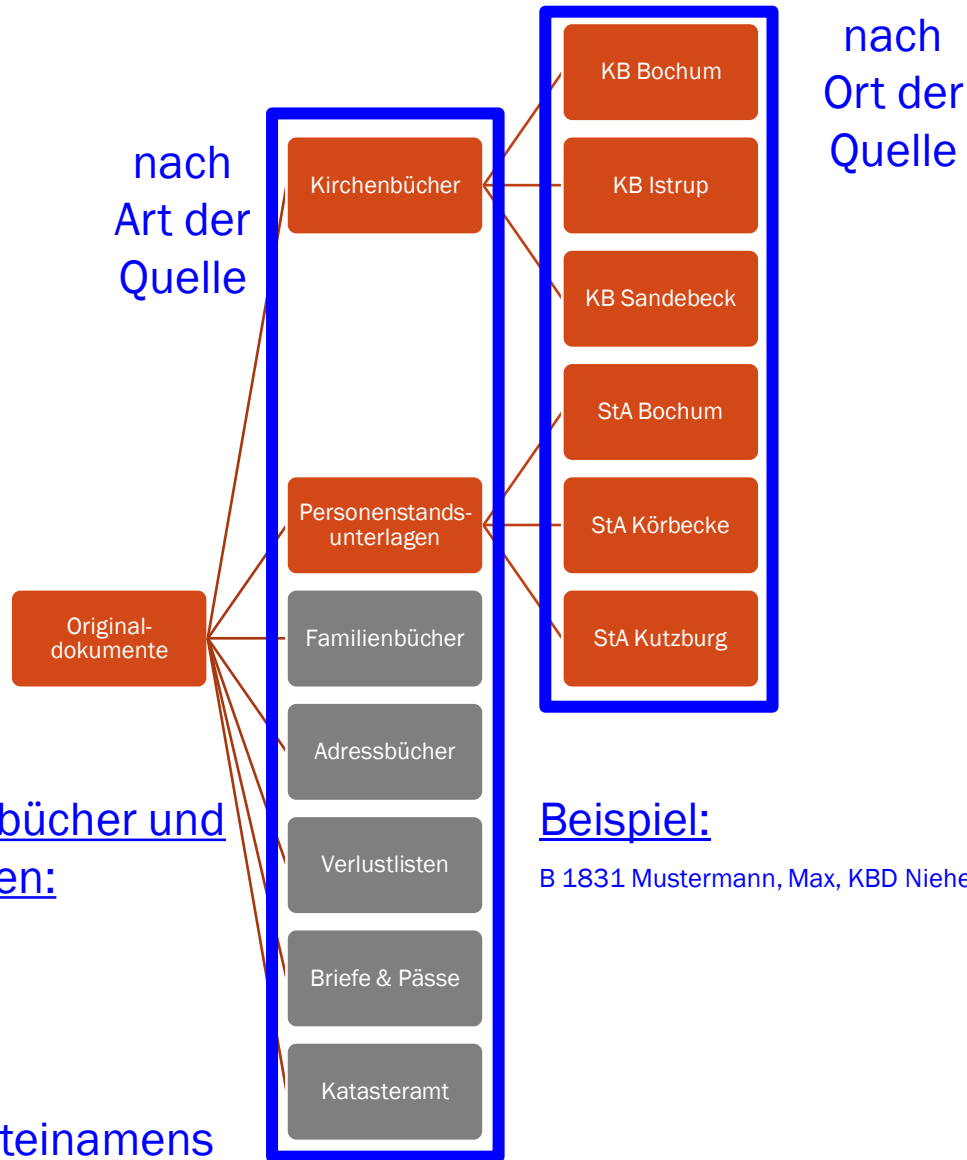 nach
Art der
Quelle
nach
Ort der
Quelle
Original-
dokumente
Kirchenbücher
Personenstands-
unterlagen
Familienbücher
Adressbücher
Verlustlisten
Briefe & Pässe
Katasteramt
KB Bochum
KB Istrup
KB Sandebeck
StA Bochum
StA Körbecke
StA Kutzburg
bücher und
en:
Beispiel:
B 1831 Mustermann, Max, KBD Niehe
teinamens